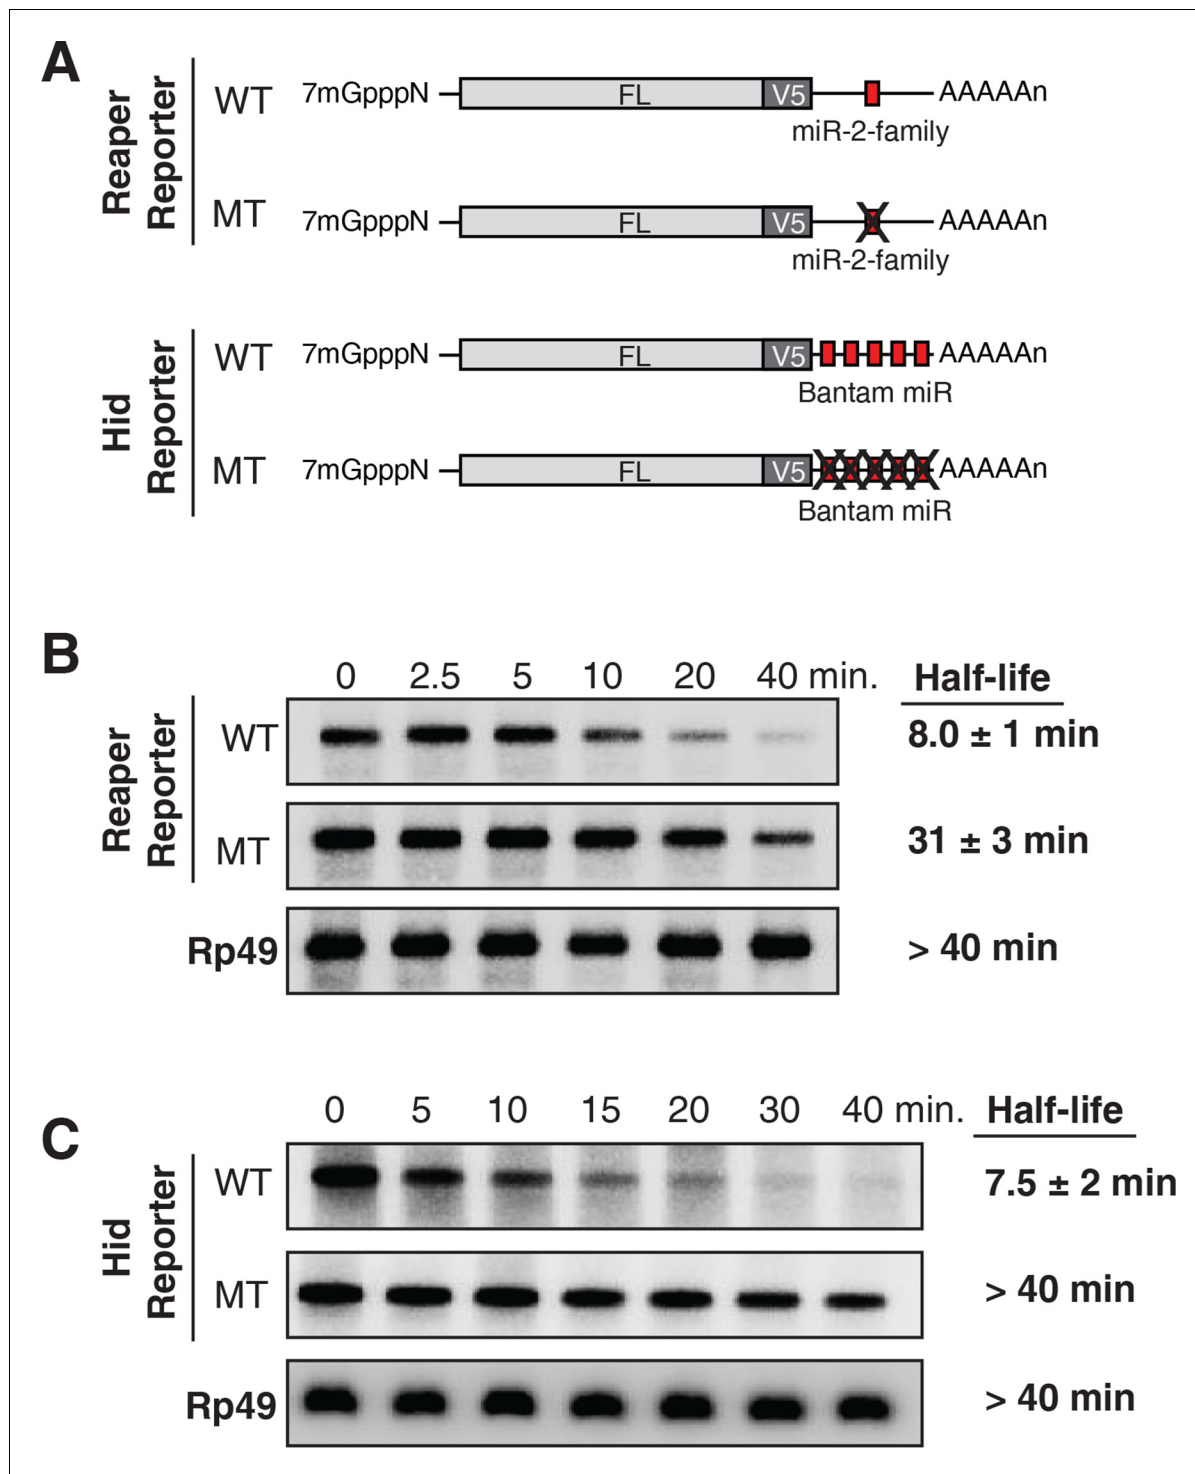 A
Reaper
Reporter
WT
7mGpppN
FL
V5
AAAAAn
miR-2-family
MT
7mGpppN
FL
V5
AAAAAn
miR-2-family
Hid
Reporter
WT
7mGpppN
FL
V5
AAAAAn
Bantam miR
MT
7mGpppN
FL
V5
AAAAAn
Bantam miR
B
0 2.5 5 10 20 40 min.
Half-life
Reaper
Reporter
WT
8.0 ± 1 min
MT
31 ± 3 min
Rp49
> 40 min
C
0 5 10 15 20 30 40 min.
Half-life
Hid
Reporter
WT
7.5 ± 2 min
MT
> 40 min
Rp49
> 40 min